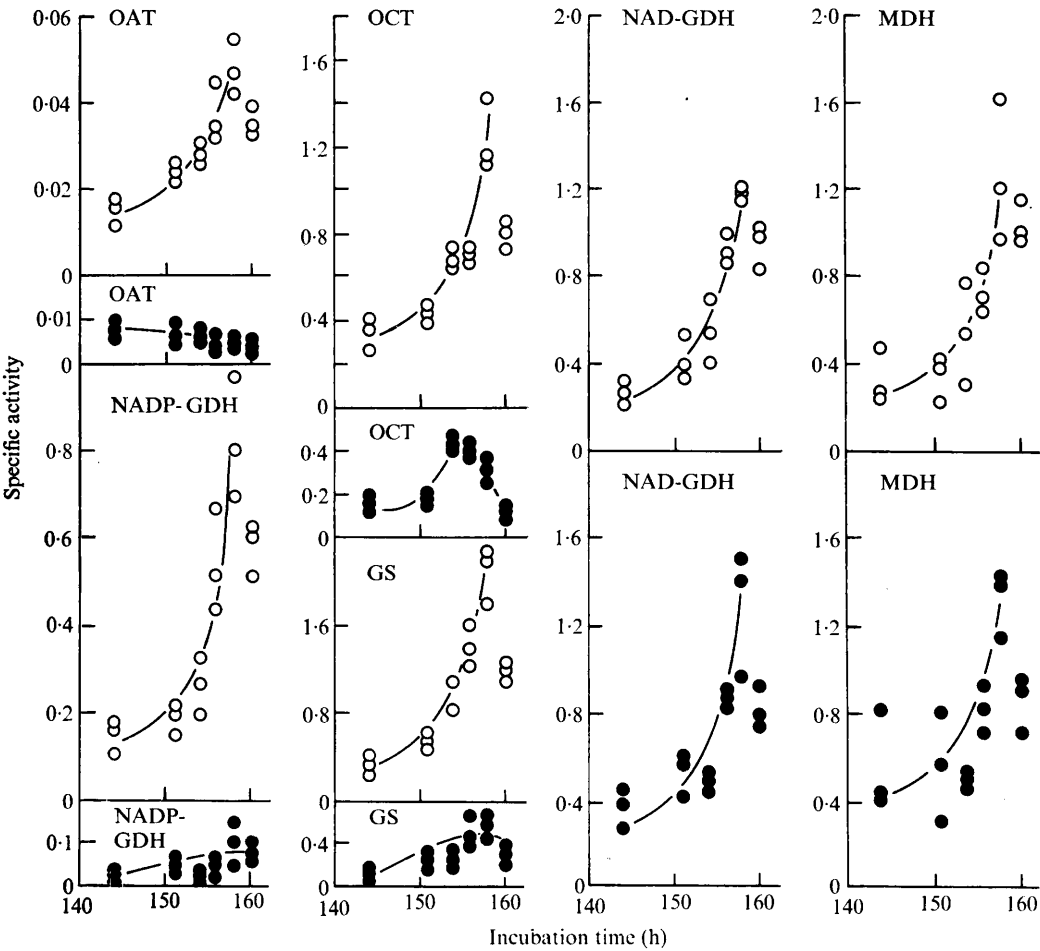 OAT
0·06
0·04
0·02
0
OAT
0·01
0
NADP-GDH
0·8
0·6
0·4
0·2
0
NADP-
GDH
0·1
0
140 150 160
OCT
1·6
1·2
0·8
0·4
0
OCT
0·4
0·2
0
GS
1·6
0·8
0
GS
0·4
0
140 150 160
NAD-GDH
2·0
1·6
1·2
0·8
0·4
0
NAD-GDH
1·6
1·2
0·8
0·4
0
140 150 160
MDH
2·0
1·6
1·2
0·8
0·4
0
MDH
1·6
1·2
0·8
0·4
0
140 150 160
Specific activity
Incubation time (h)